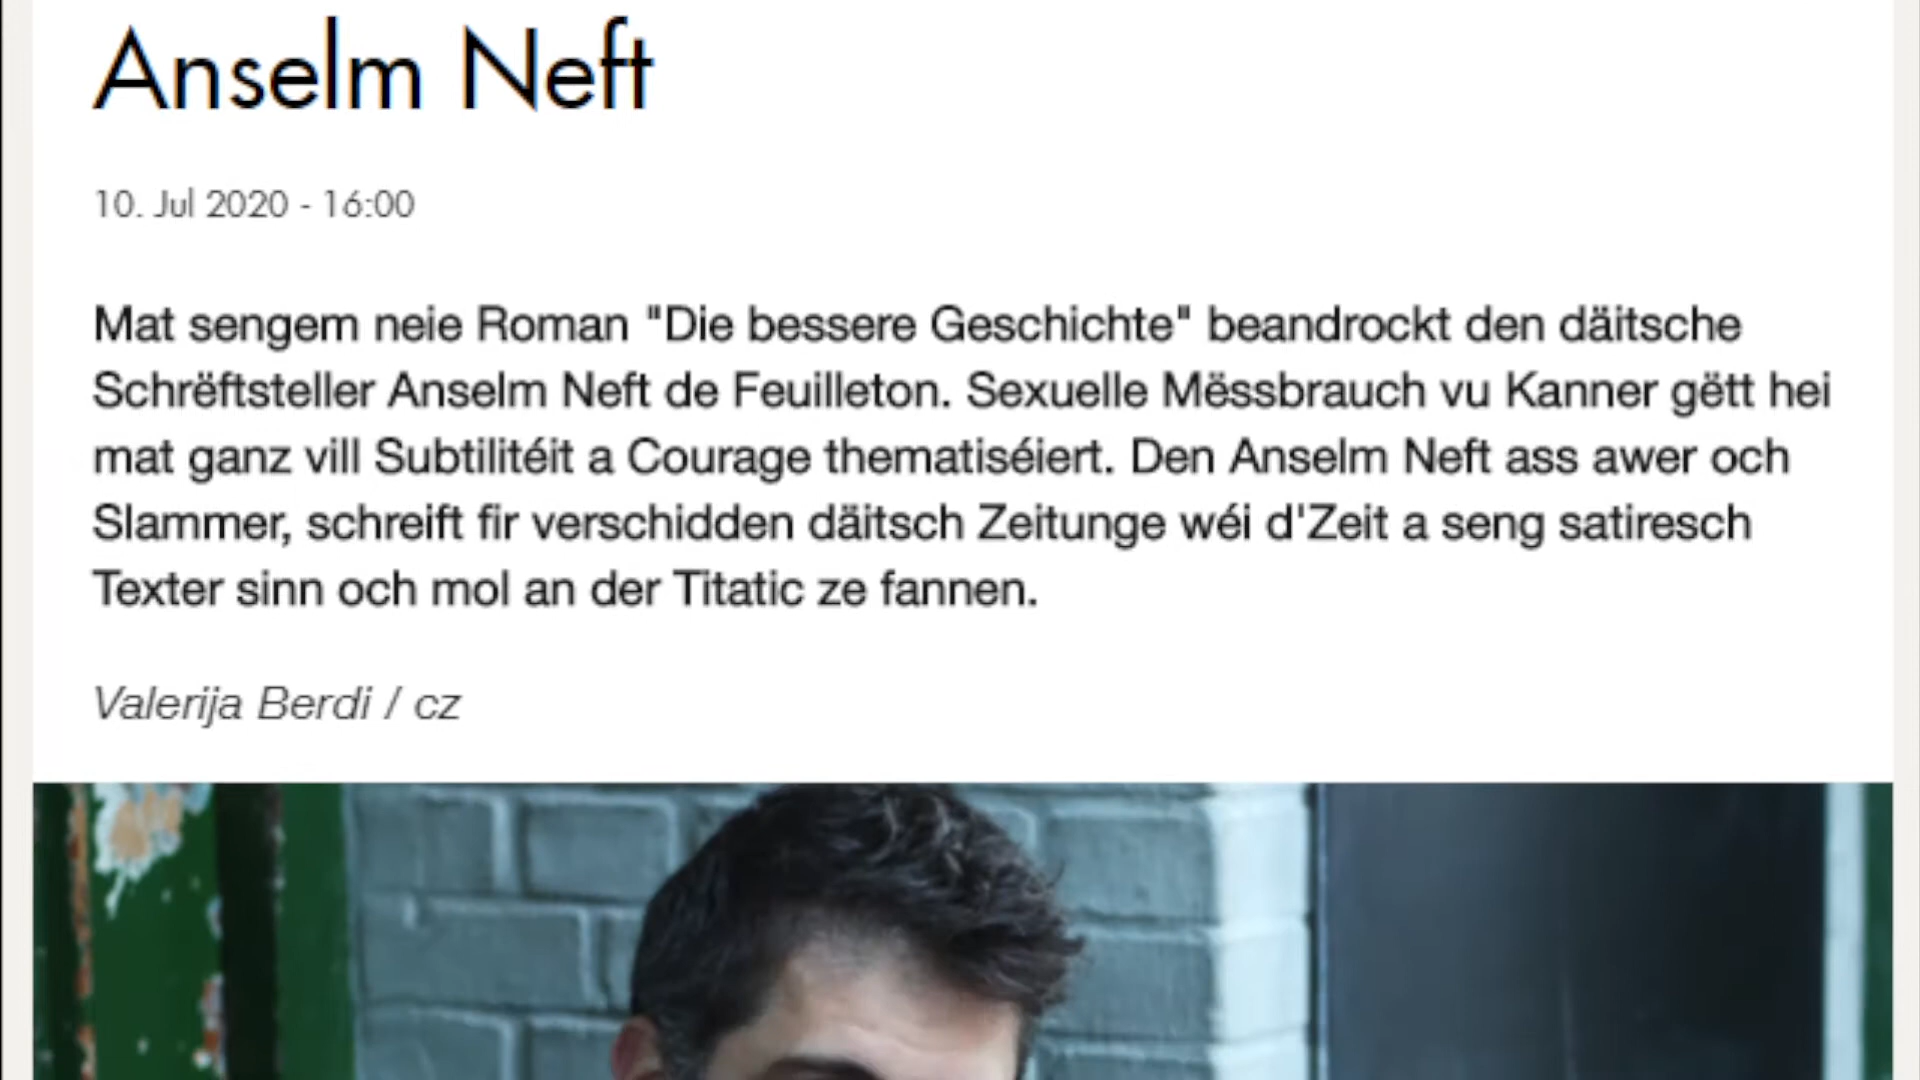 Anselm Neft
10. Jul 2020 - 16:00
Mat sengem neie Roman "Die bessere Geschichte" beandrockt den däitsche
Schrëftsteller Anselm Neft de Feuilleton. Sexuelle Mëssbrauch vu Kanner gëtt hei
mat ganz vill Subtilitéit a Courage thematiséiert. Den Anselm Neft ass awer och
Slammer, schreift fir verschidden däitsch Zeitunge wéi d'Zeit a seng satiresch
Texter sinn och mol an der Titatic ze fannen.
Valerija Berdi / cz